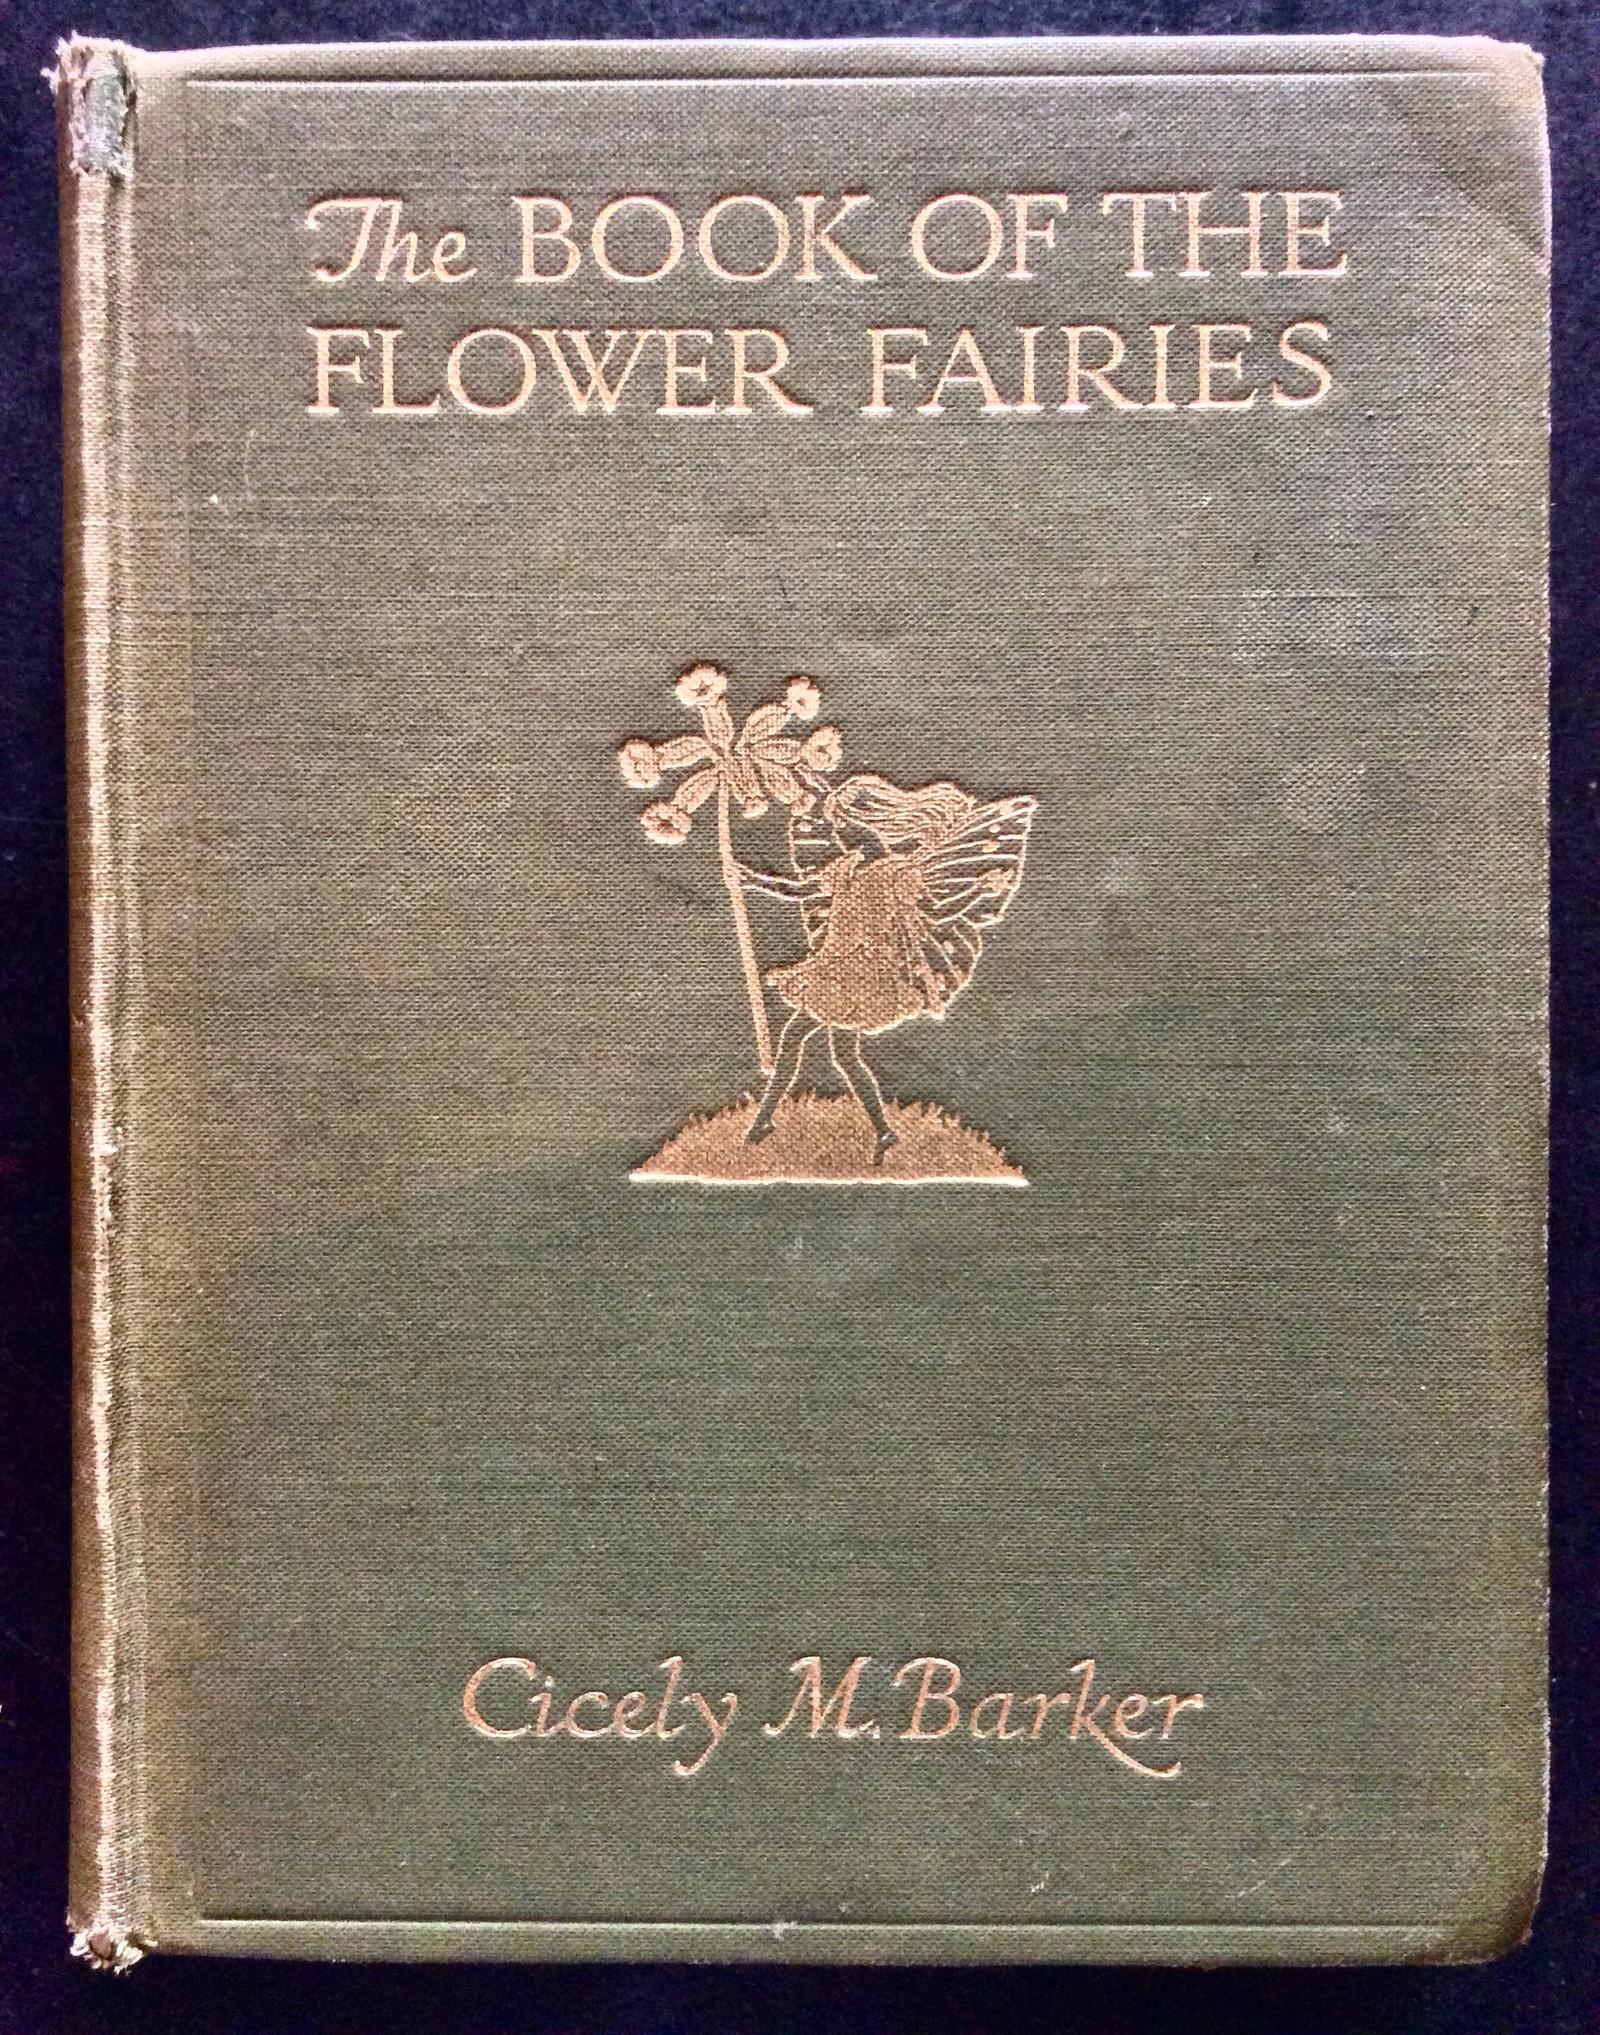 The BOOK OF THE
FLOWER FAIRIES
Cicely M. Barker